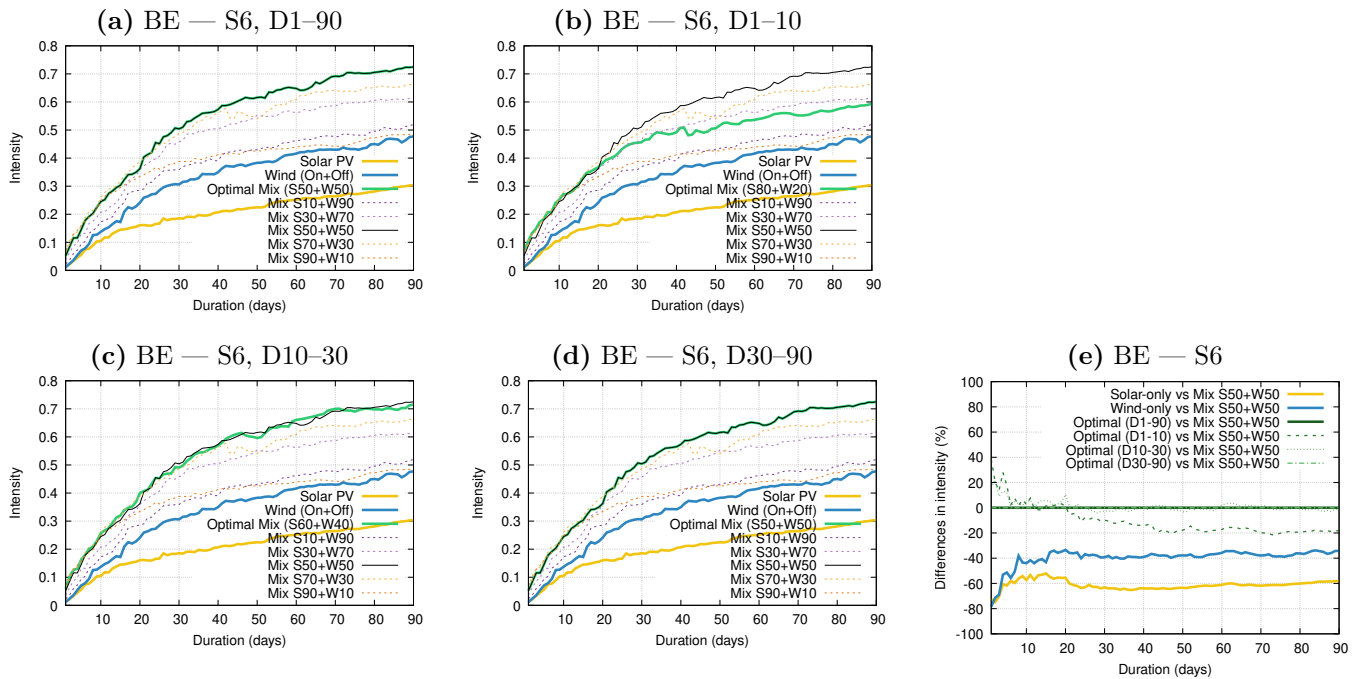 (a) BE — S6, D1–90
0.8
0.7
0.6
0.5
0.4
0.3
0.2
0.1
0
Intensity
Solar PV
Wind (On+Off)
Optimal Mix (S50+W50)
Mix S10+W90
Mix S30+W70
Mix S50+W50
Mix S70+W30
Mix S90+W10
10 20 30 40 50 60 70 80 90
Duration (days)
(b) BE — S6, D1–10
0.8
0.7
0.6
0.5
0.4
0.3
0.2
0.1
0
Intensity
Solar PV
Wind (On+Off)
Optimal Mix (S80+W20)
Mix S10+W90
Mix S30+W70
Mix S50+W50
Mix S70+W30
Mix S90+W10
10 20 30 40 50 60 70 80 90
Duration (days)
(c) BE — S6, D10–30
0.8
0.7
0.6
0.5
0.4
0.3
0.2
0.1
0
Intensity
Solar PV
Wind (On+Off)
Optimal Mix (S60+W40)
Mix S10+W90
Mix S30+W70
Mix S50+W50
Mix S70+W30
Mix S90+W10
10 20 30 40 50 60 70 80 90
Duration (days)
(d) BE — S6, D30–90
0.8
0.7
0.6
0.5
0.4
0.3
0.2
0.1
0
Intensity
Solar PV
Wind (On+Off)
Optimal Mix (S50+W50)
Mix S10+W90
Mix S30+W70
Mix S50+W50
Mix S70+W30
Mix S90+W10
10 20 30 40 50 60 70 80 90
Duration (days)
(e) BE — S6
100
80
60
40
20
0
-20
-40
-60
-80
-100
Differences in intensity (%)
Solar-only vs Mix S50+W50
Wind-only vs Mix S50+W50
Optimal (D1-90) vs Mix S50+W50
Optimal (D1-10) vs Mix S50+W50
Optimal (D10-30) vs Mix S50+W50
Optimal (D30-90) vs Mix S50+W50
10 20 30 40 50 60 70 80 90
Duration (days)